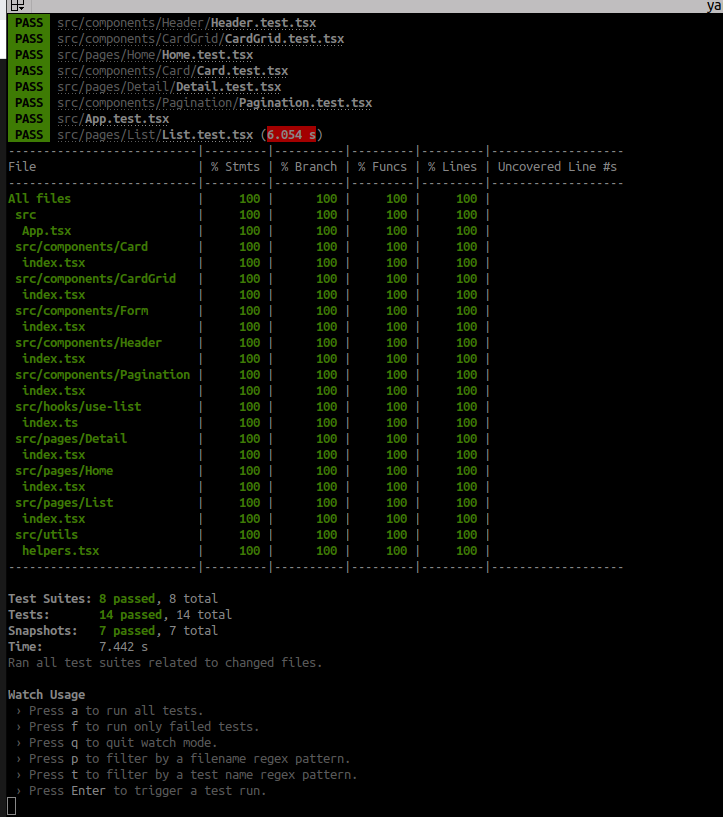 ya
PASS src/components/Header/Header.test.tsx
PASS src/components/CardGrid/CardGrid.test.tsx
PASS src/pages/Home/Home.test.tsx
PASS src/components/Card/Card.test.tsx
PASS src/pages/Detail/Detail.test.tsx
PASS src/components/Pagination/Pagination.test.tsx
PASS src/App.test.tsx
PASS src/pages/List/List.test.tsx (6.054 s)
---------------------------|---------|----------|---------|---------|-------------------
File | % Stmts | % Branch | % Funcs | % Lines | Uncovered Line #s
---------------------------|---------|----------|---------|---------|-------------------
All files | 100 | 100 | 100 | 100 |
src | 100 | 100 | 100 | 100 |
App.tsx | 100 | 100 | 100 | 100 |
src/components/Card | 100 | 100 | 100 | 100 |
index.tsx | 100 | 100 | 100 | 100 |
src/components/CardGrid | 100 | 100 | 100 | 100 |
index.tsx | 100 | 100 | 100 | 100 |
src/components/Form | 100 | 100 | 100 | 100 |
index.tsx | 100 | 100 | 100 | 100 |
src/components/Header | 100 | 100 | 100 | 100 |
index.tsx | 100 | 100 | 100 | 100 |
src/components/Pagination | 100 | 100 | 100 | 100 |
index.tsx | 100 | 100 | 100 | 100 |
src/hooks/use-list | 100 | 100 | 100 | 100 |
index.ts | 100 | 100 | 100 | 100 |
src/pages/Detail | 100 | 100 | 100 | 100 |
index.tsx | 100 | 100 | 100 | 100 |
src/pages/Home | 100 | 100 | 100 | 100 |
index.tsx | 100 | 100 | 100 | 100 |
src/pages/List | 100 | 100 | 100 | 100 |
index.tsx | 100 | 100 | 100 | 100 |
src/utils | 100 | 100 | 100 | 100 |
helpers.tsx | 100 | 100 | 100 | 100 |
---------------------------|---------|----------|---------|---------|-------------------
Test Suites: 8 passed, 8 total
Tests: 14 passed, 14 total
Snapshots: 7 passed, 7 total
Time: 7.442 s
Ran all test suites related to changed files.
Watch Usage
› Press a to run all tests.
› Press f to run only failed tests.
› Press q to quit watch mode.
› Press p to filter by a filename regex pattern.
› Press t to filter by a test name regex pattern.
› Press Enter to trigger a test run.